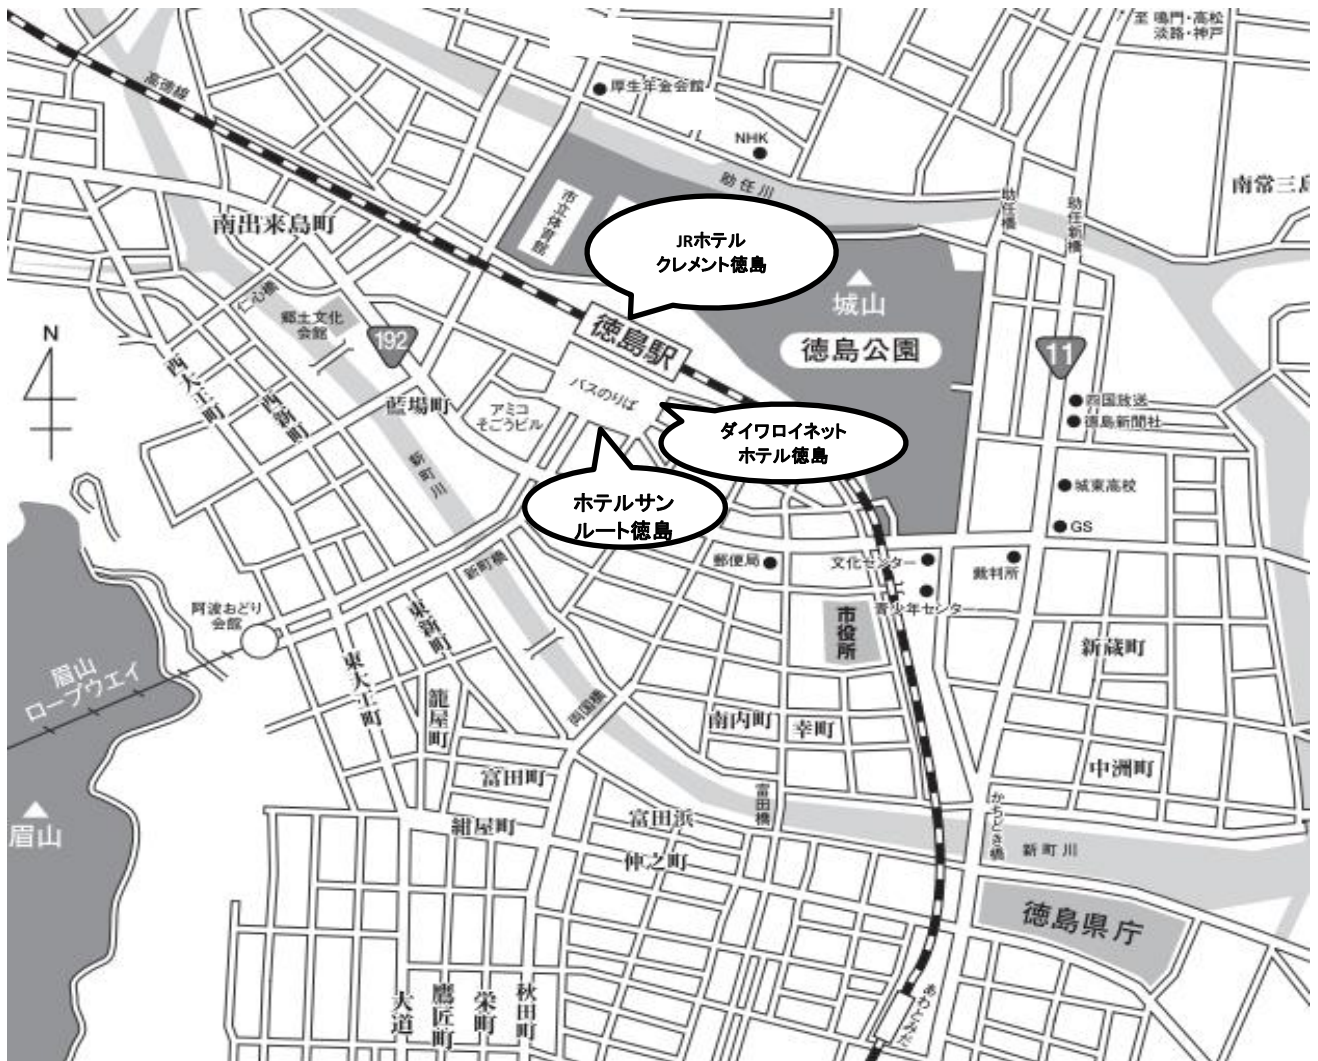 至 鳴門・高松
淡路・神戸
高徳線
厚生年金会館
NHK
助任川
市立体育館
南常三島
助任橋
助任新橋
南出来島町
JRホテル
クレメント徳島
城山
徳島公園
仁心橋
郷土文化
会館
192
徳島駅
11
N
西大工町
西新町
藍場町
アミコ
そごうビル
バスのりば
四国放送
徳島新聞社
ダイワロイネット
ホテル徳島
新町川
ホテルサン
ルート徳島
城東高校
GS
新町橋
郵便局
文化センター
裁判所
青少年センター
阿波おどり
会館
東新町
市役所
新蔵町
眉山
ロープウエイ
東大工町
籠屋町
両国橋
南内町
幸町
中洲町
富田町
富田橋
かちどき橋
眉山
紺屋町
富田浜
仲之町
新町川
徳島県庁
大道
鷹匠町
栄町
秋田町
あわとみだ